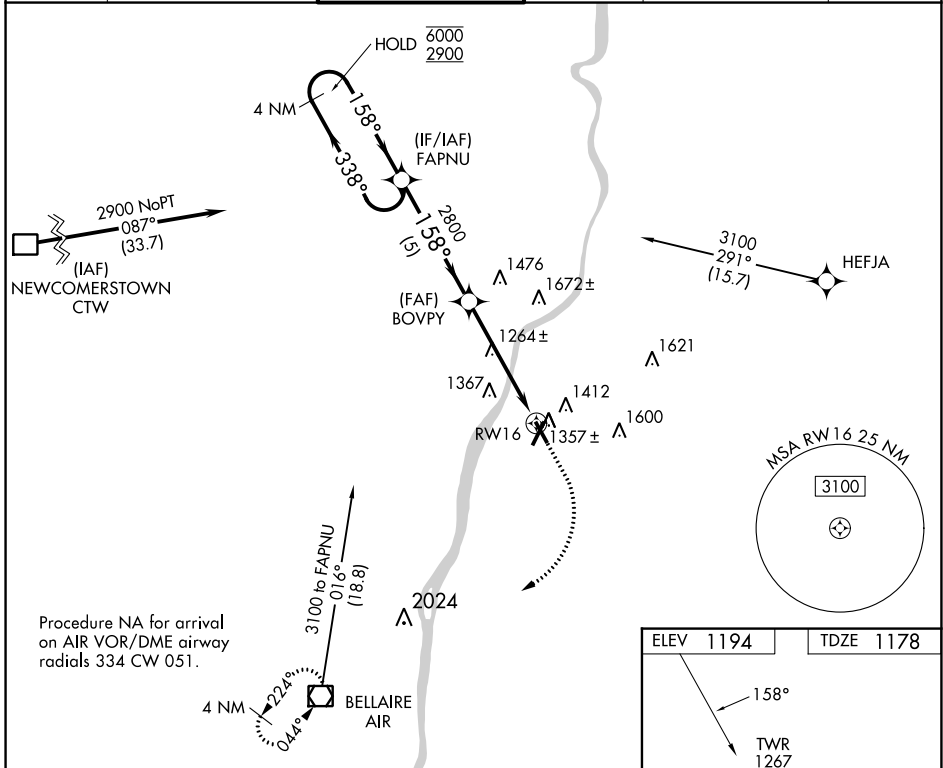 HOLD 6000
2900
4 NM
158°
338°
(IF/IAF)
FAPNU
2900 NoPT
087°
(33.7)
(IAF)
NEWCOMERSTOWN
CTW
2800
158°
(5)
3100
291°
(15.7)
HEFJA
1476
1672±
(FAF)
BOVPY
1264±
1621
1367
1412
1600
RW16
1357±
MSA RW16 25 NM
3100
3100 to FAPNU
016°
(18.8)
2024
Procedure NA for arrival
on AIR VOR/DME airway
radials 334 CW 051.
4 NM
224°
044°
BELLAIRE
AIR
ELEV 1194
TDZE 1178
158°
TWR
1267